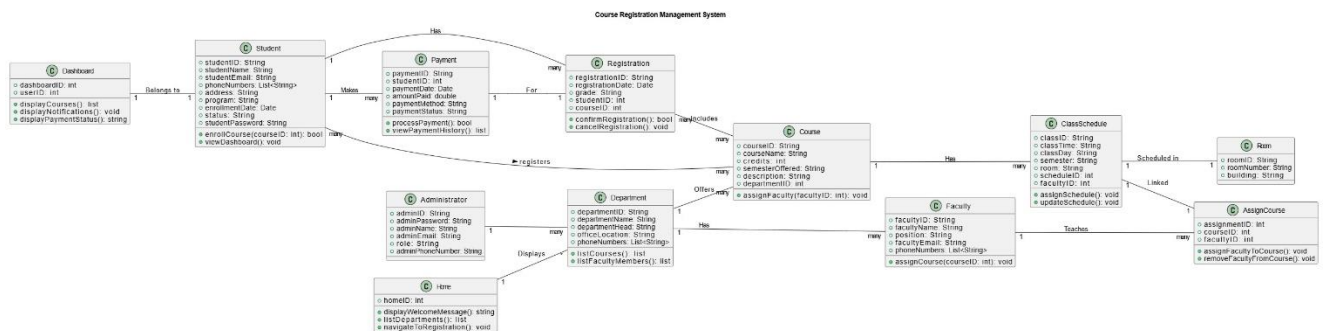 Course Registration Management System
C Dashboard
dashboardID: int
userID: int
displayCourses(): list
displayNotifications(): void
displayPaymentStatus(): string
1 Belongs to 1
C Student
studentID: String
studentName: String
studentEmail: String
phoneNumbers: List<String>
address: String
program: String
enrollmentDate: Date
status: String
studentPassword: String
enrollCourse(courseID: int): bool
viewDashboard(): void
1 Has many
1 Makes many
many registers many
C Payment
paymentID: String
studentID: int
paymentDate: Date
amountPaid: double
paymentMethod: String
paymentStatus: String
processPayment(): bool
viewPaymentHistory(): list
1 For 1
C Registration
registrationID: String
registrationDate: Date
grade: String
studentID: int
courseID: int
confirmRegistration(): bool
cancelRegistration(): void
many Includes many
C Course
courseID: String
courseName: String
credits: int
semesterOffered: String
description: String
departmentID: int
assignFaculty(facultyID: int): void
1 Has many
C ClassSchedule
classID: String
classTime: String
classDay: String
semester: String
room: String
scheduleID: int
facultyID: int
assignSchedule(): void
updateSchedule(): void
1 Scheduled in 1
1 Linked 1
C Room
roomID: String
roomNumber: String
building: String
C Administrator
adminID: String
adminPassword: String
adminName: String
adminEmail: String
role: String
adminPhoneNumber: String
1 many
C Department
departmentID: String
departmentName: String
departmentHead: String
officeLocation: String
phoneNumbers: List<String>
listCourses(): list
listFacultyMembers(): list
1 Offers many
1 Has many
C Faculty
facultyID: String
facultyName: String
position: String
facultyEmail: String
phoneNumbers: List<String>
assignCourse(courseID: int): void
1 Teaches many
C AssignCourse
assignmentID: int
courseID: int
facultyID: int
assignFacultyToCourse(): void
removeFacultyFromCourse(): void
C Home
homeID: int
displayWelcomeMessage(): string
listDepartments(): list
navigateToRegistration(): void
1 Displays many